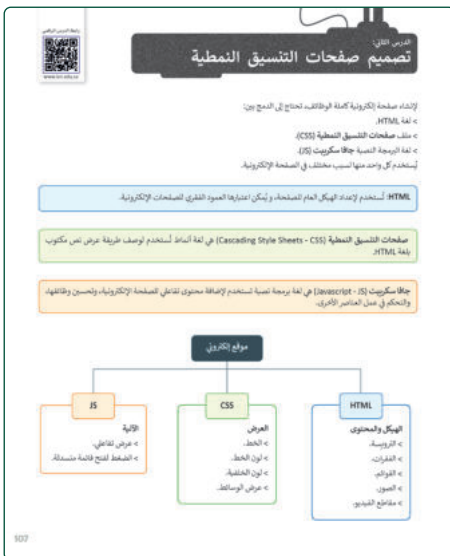 رابط الدرس الرقمي
www.ien.edu.sa
الدرس الثاني:
تصميم صفحات التنسيق النمطية
لإنشاء صفحة إلكترونية كاملة الوظائف، تحتاج إلى الدمج بين:
> لغة HTML.
> ملف صفحات التنسيق النمطية (CSS).
> لغة البرمجة النصية جافا سكريبت (JS).
يُستخدم كل واحد منها لسبب مختلف في الصفحة الإلكترونية.
HTML: تُستخدم لإعداد الهيكل العام للصفحة، ويُمكن اعتبارها العمود الفقري للصفحات الإلكترونية.
صفحات التنسيق النمطية (Cascading Style Sheets - CSS) هي لغة أنماط تُستخدم لوصف طريقة عرض نص مكتوب
بلغة HTML.
جافا سكريبت (Javascript - JS) هي لغة برمجة نصية تستخدم لإضافة محتوى تفاعلي للصفحة الإلكترونية، وتحسين وظائفها،
والتحكم في عمل العناصر الأخرى.
موقع إلكتروني
HTML
الهيكل والمحتوى
> الترويسة.
> الفقرات.
> القوائم.
> الصور.
> مقاطع الفيديو.
CSS
العرض
> الخط.
> لون الخط.
> لون الخلفية.
> عرض الوسائط.
JS
الآلية
> عرض تفاعلي.
> الضغط لفتح قائمة منسدلة.
107